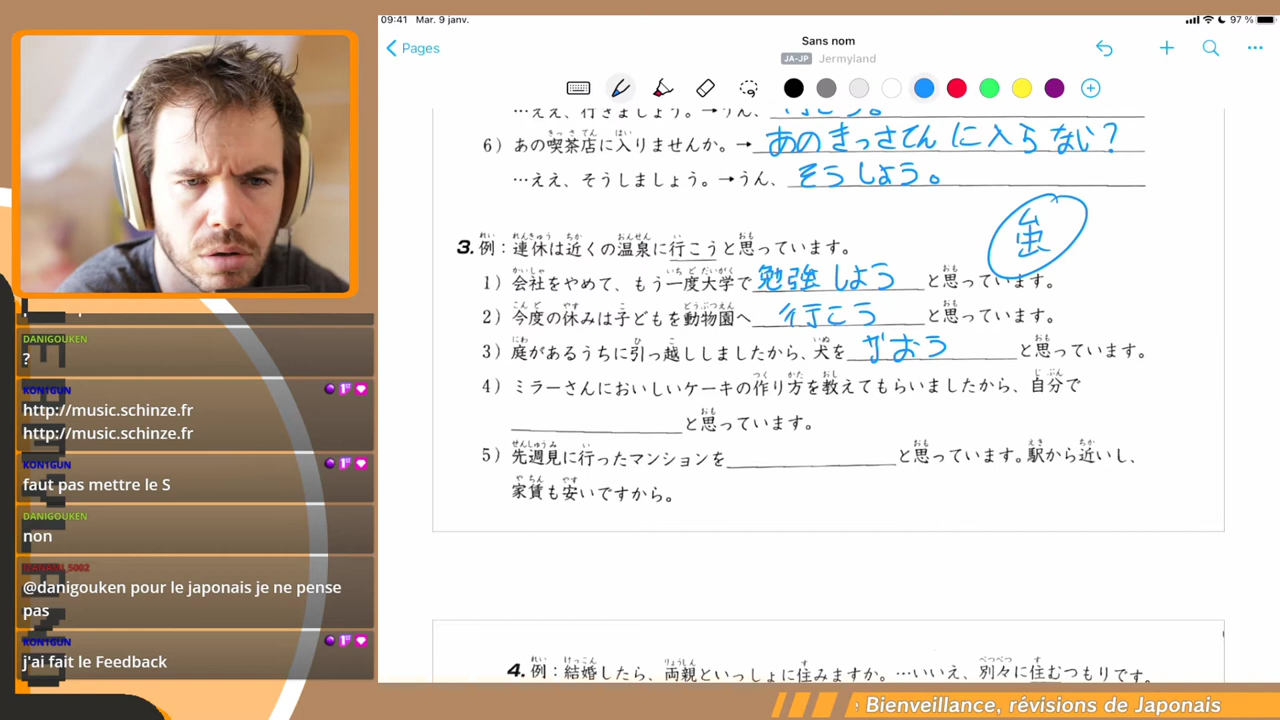 09:41 Mar. 9 janv.
97 %
Pages
Sans nom
JA-JP Jermyland
…ええ、行きましょう。→うん、行こう。
6) あの喫茶店に入りませんか。→ あのきっさてんに入らない?
…ええ、そうしましょう。→うん、そうしよう。
3. 例:連休は近くの温泉に行こうと思っています。
1) 会社をやめて、もう一度大学で勉強しようと思っています。
2) 今度の休みは子どもを動物園へ行こうと思っています。
3) 庭があるうちに引っ越ししましたから、犬を
と思っています。
4) ミラーさんにおいしいケーキの作り方を教えてもらいましたから、自分で
と思っています。
5) 先週見に行ったマンションを
と思っています。駅から近いし、
家賃も安いですから。
4. 例:結婚したら、両親といっしょに住みますか。…いいえ、別々に住むつもりです。
DANIGOUKEN
?
KON1GUN
http://music.schinze.fr
http://music.schinze.fr
KON1GUN
faut pas mettre le S
DANIGOUKEN
non
@danigouken pour le japonais je ne pense
pas
KON1GUN
j'ai fait le Feedback
: Bienveillance, révisions de Japonais